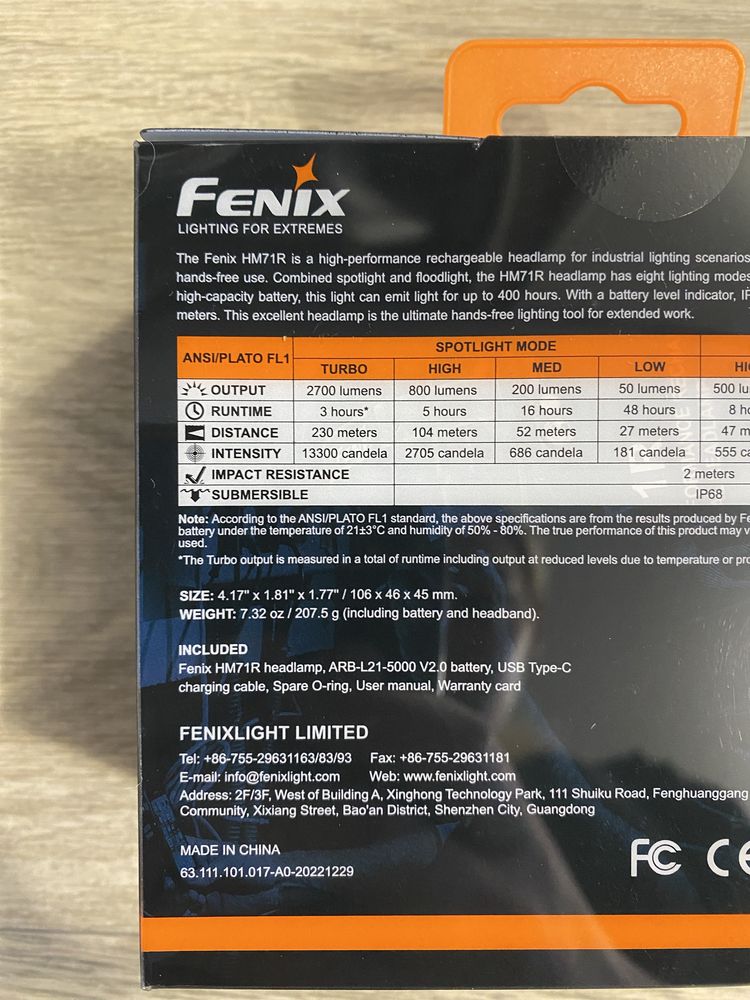 FENIX
LIGHTING FOR EXTREMES
The Fenix HM71R is a high-performance rechargeable headlamp for industrial lighting scenarios
hands-free use. Combined spotlight and floodlight, the HM71R headlamp has eight lighting modes
high-capacity battery, this light can emit light for up to 400 hours. With a battery level indicator,
meters. This excellent headlamp is the ultimate hands-free lighting tool for extended work.
ANSI/PLATO FL1 SPOTLIGHT MODE
TURBO HIGH MED LOW
OUTPUT 2700 lumens 800 lumens 200 lumens 50 lumens 500
RUNTIME 3 hours* 5 hours 16 hours 48 hours 8
DISTANCE 230 meters 104 meters 52 meters 27 meters 47
INTENSITY 13300 candela 2705 candela 686 candela 181 candela 555
IMPACT RESISTANCE 2 meters
SUBMERSIBLE IP68
Note: According to the ANSI/PLATO FL1 standard, the above specifications are from the results produced by
battery under the temperature of 21±3°C and humidity of 50% - 80%. The true performance of this product may
used.
*The Turbo output is measured in a total of runtime including output at reduced levels due to temperature or
SIZE: 4.17" x 1.81" x 1.77" / 106 x 46 x 45 mm.
WEIGHT: 7.32 oz / 207.5 g (including battery and headband).
INCLUDED
Fenix HM71R headlamp, ARB-L21-5000 V2.0 battery, USB Type-C
charging cable, Spare O-ring, User manual, Warranty card
FENIXLIGHT LIMITED
Tel: +86-755-29631163/83/93 Fax: +86-755-29631181
E-mail: info@fenixlight.com Web: www.fenixlight.com
Address: 2F/3F, West of Building A, Xinghong Technology Park, 111 Shuiku Road, Fenghuanggang
Community, Xixiang Street, Bao'an District, Shenzhen City, Guangdong
MADE IN CHINA
63.111.101.017-A0-20221229
FC CE